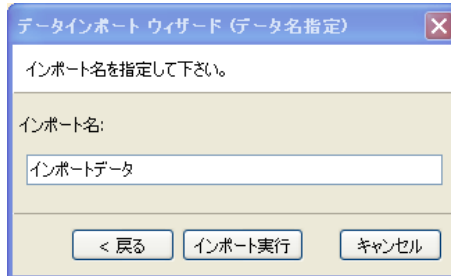 データインポート ウィザード (データ名指定)
インポート名を指定して下さい。
インポート名:
インポートデータ
< 戻る インポート実行 キャンセル